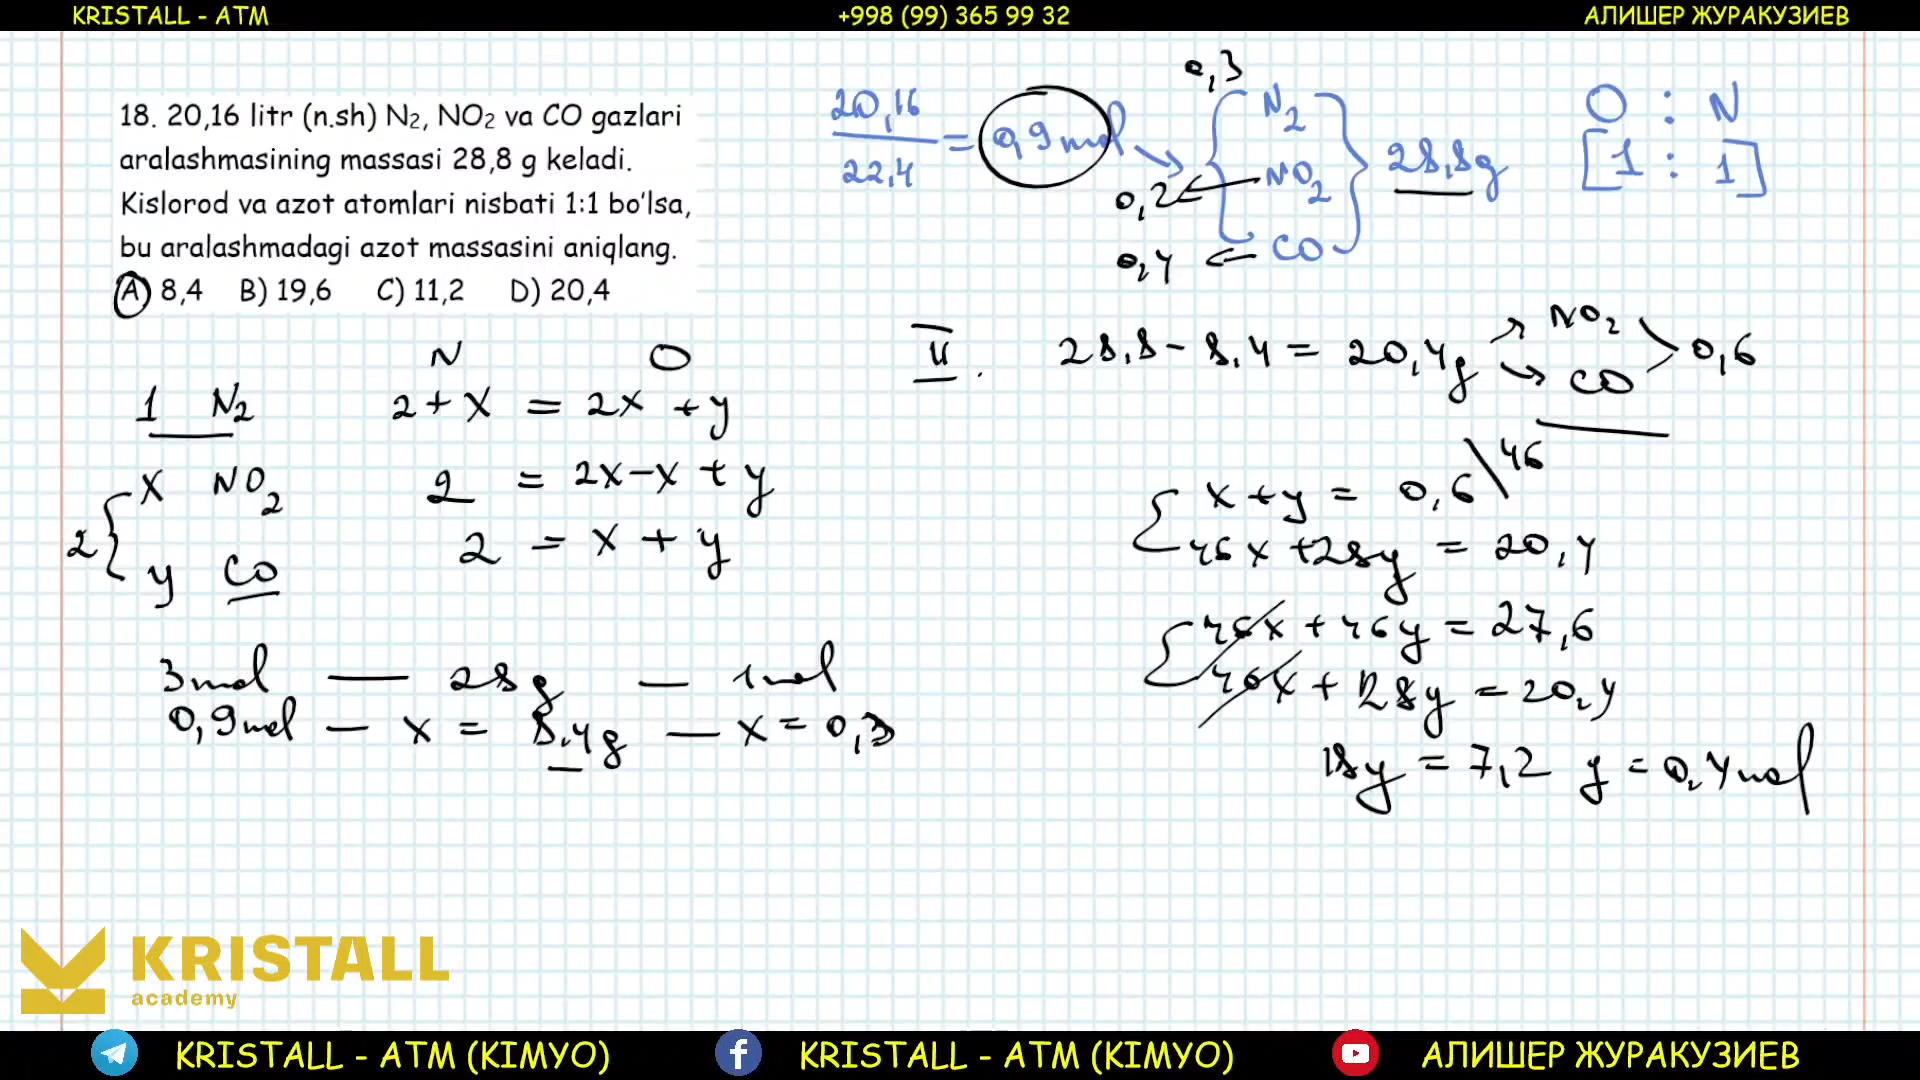 KRISTALL - ATM +998 (99) 365 99 32 АЛИШЕР ЖУРАКУЗИЕВ
18. 20,16 litr (n.sh) N₂, NO₂ va CO gazlari
aralashmasining massasi 28,8 g keladi.
Kislorod va azot atomlari nisbati 1:1 bo'lsa,
bu aralashmadagi azot massasini aniqlang.
A) 8,4 B) 19,6 C) 11,2 D) 20,4
20,16
22,4
= 0,9 mol
0,3 N₂
0,2 NO₂
0,4 CO
28,8g
O : N
[1 : 1]
N O
1 N₂ 2 + x = 2x + y
x NO₂ 2 = 2x - x + y
2
y CO 2 = x + y
3 mol — 28 g — 1 mol
0,9 mol — x = 8,4 g — x = 0,3
II. 28,8 - 8,4 = 20,4 g NO₂ CO 0,6
x + y = 0,6 \ 46
46x + 28y = 20,4
46x + 46y = 27,6
46x + 28y = 20,4
18y = 7,2 y = 0,4 mol
KRISTALL
academy
KRISTALL - ATM (KIMYO) KRISTALL - ATM (KIMYO) АЛИШЕР ЖУРАКУЗИЕВ